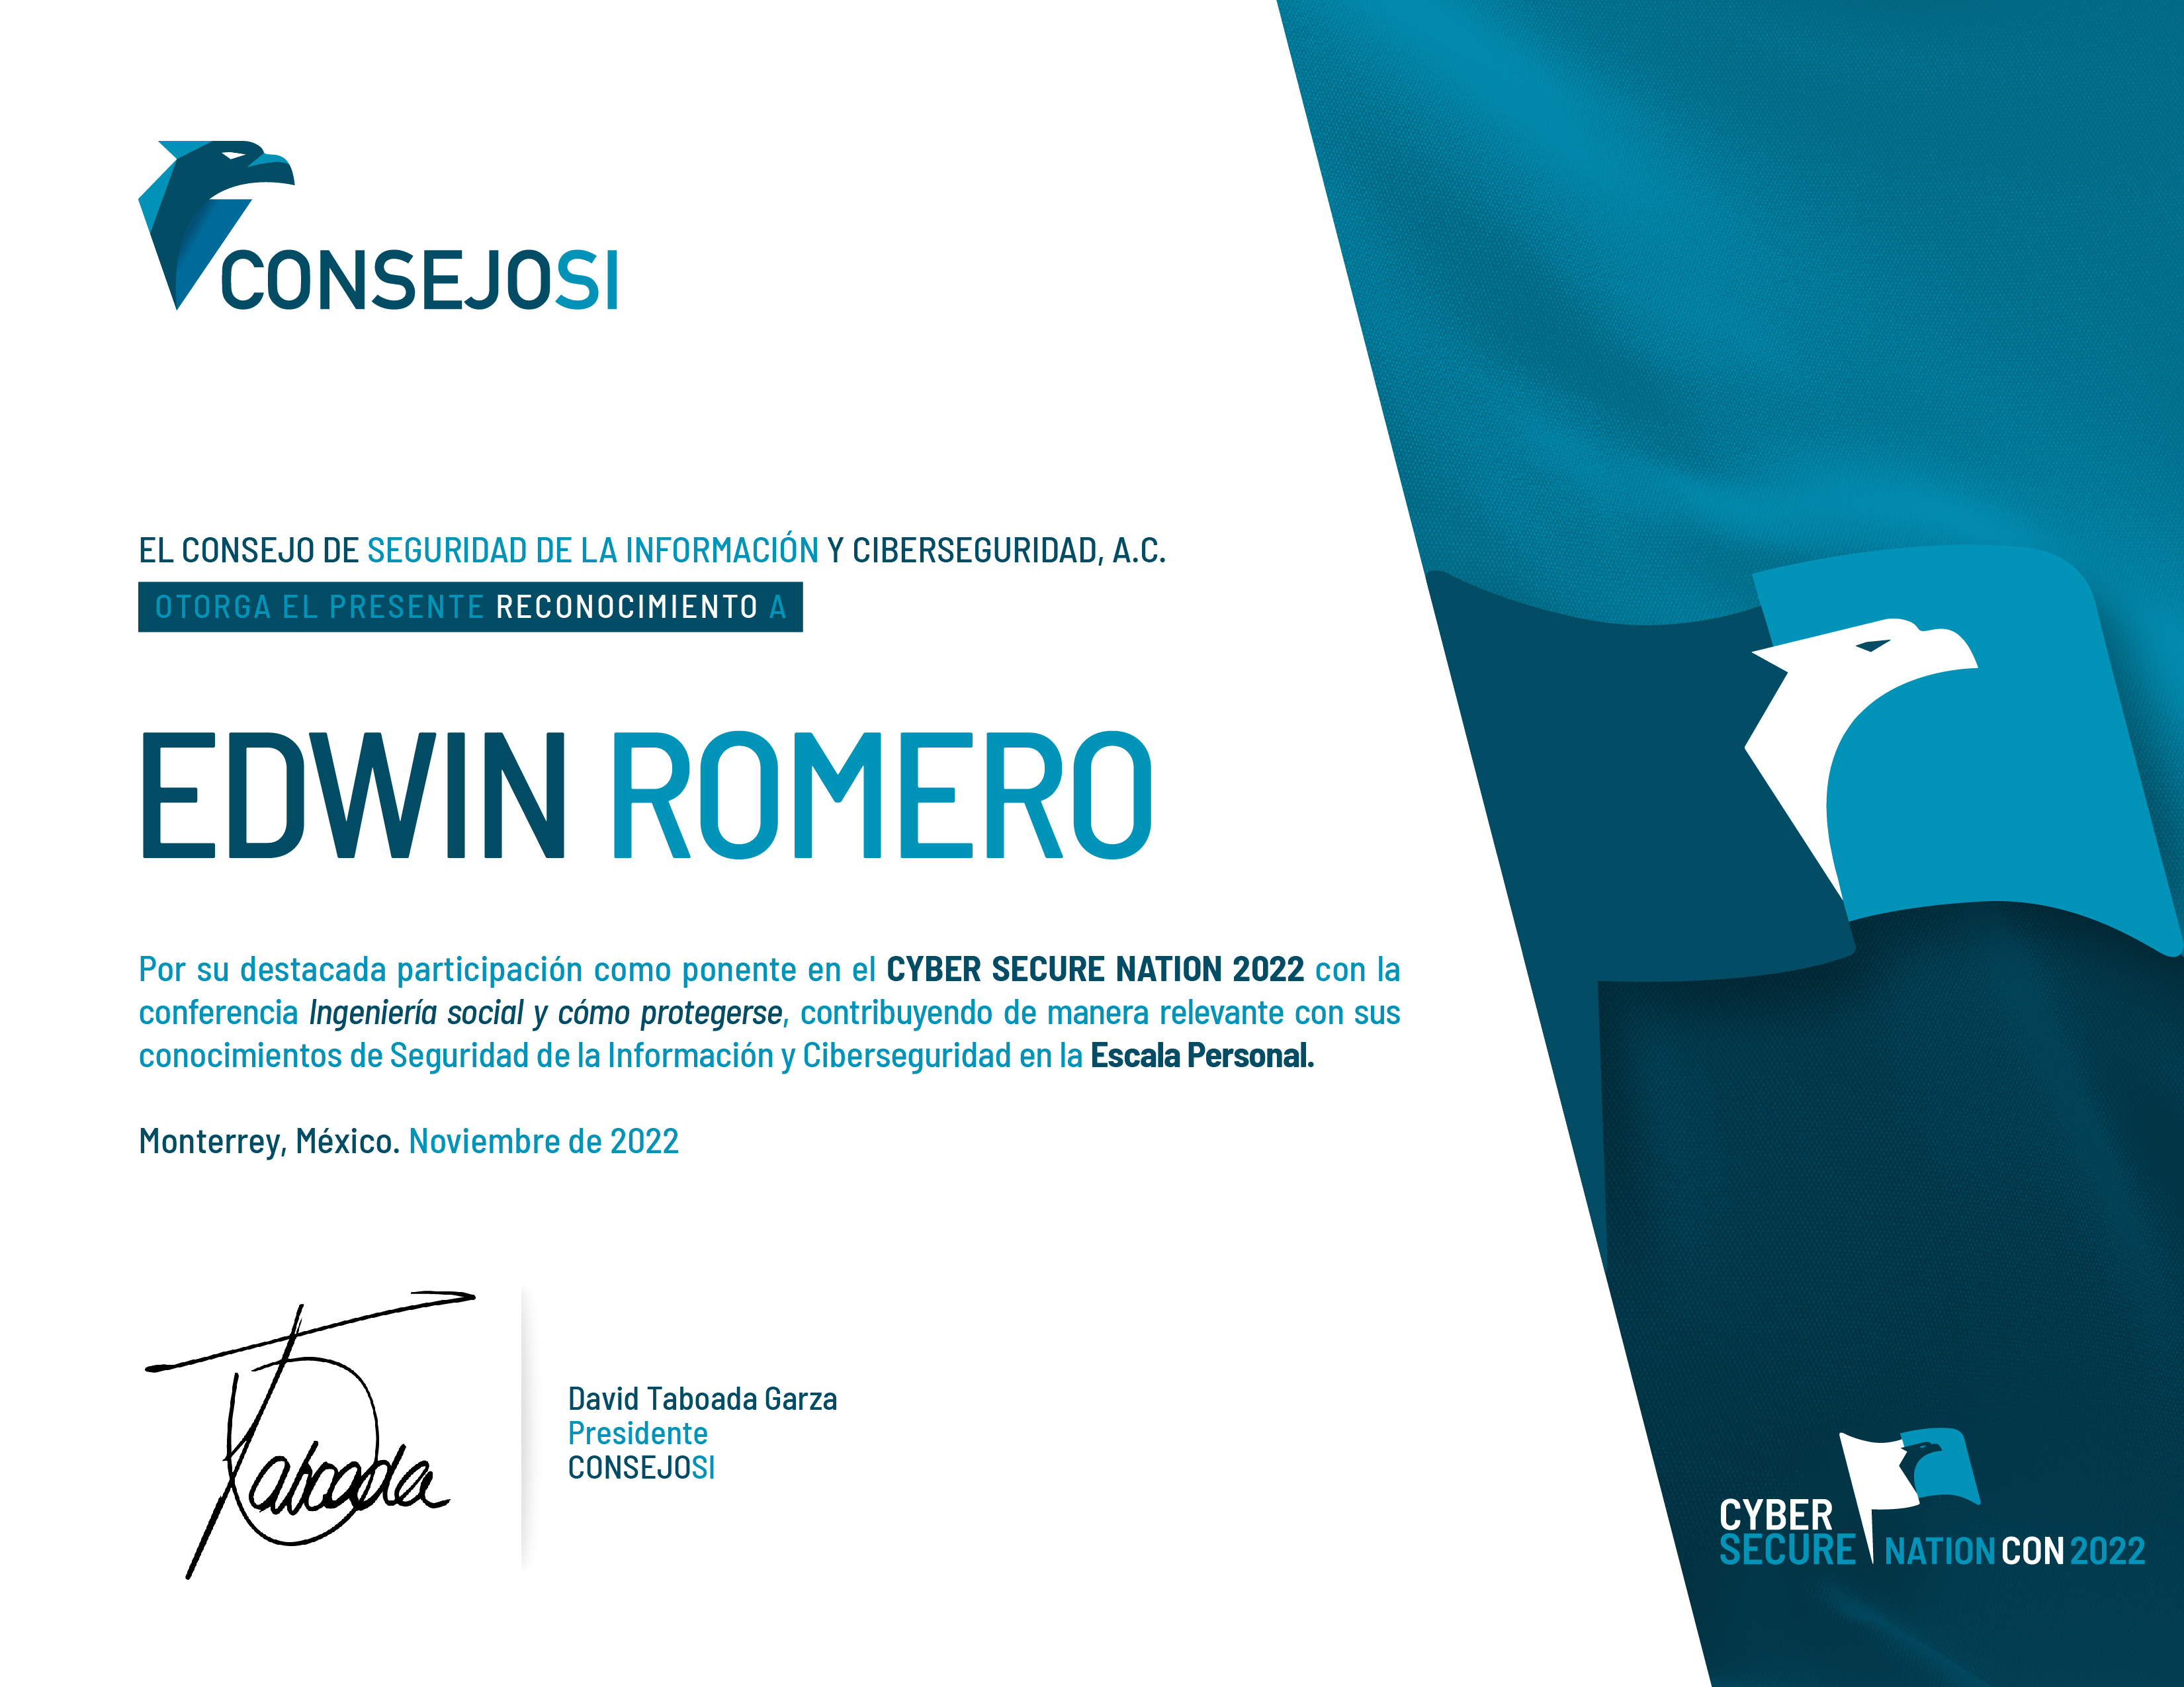 CONSEJOSI
EL CONSEJO DE SEGURIDAD DE LA INFORMACIÓN Y CIBERSEGURIDAD, A.C.
OTORGA EL PRESENTE RECONOCIMIENTO A
EDWIN ROMERO
Por su destacada participación como ponente en el CYBER SECURE NATION 2022 con la
conferencia Ingeniería social y cómo protegerse, contribuyendo de manera relevante con sus
conocimientos de Seguridad de la Información y Ciberseguridad en la Escala Personal.
Monterrey, México. Noviembre de 2022
Taboada
David Taboada Garza
Presidente
CONSEJOSI
CYBER
SECURE NATION CON 2022